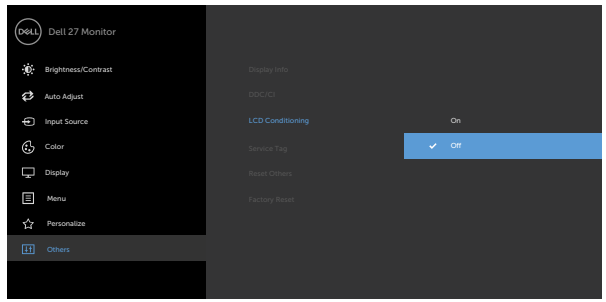 DELL Dell 27 Monitor
Brightness/Contrast
Auto Adjust
Input Source
Color
Display
Menu
Personalize
Others
Display Info
DDC/CI
LCD Conditioning
Service Tag
Reset Others
Factory Reset
On
Off